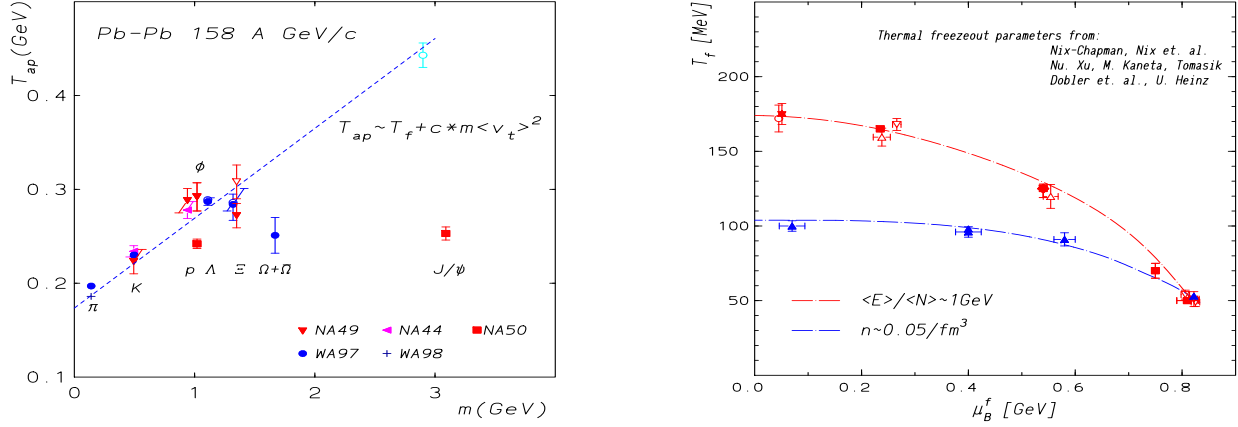 Pb-Pb 158 A GeV/c
T_ap(GeV)
0.4
0.3
0.2
0.1
T_ap~T_f+c*m<v_t>^2
ϕ
π
K
p
Λ
Ξ
Ω+Ω̄
J/ψ
NA49
NA44
NA50
WA97
WA98
0
1
2
3
m(GeV)
T_f [MeV]
200
150
100
50
Thermal freezeout parameters from:
Nix-Chapman, Nix et. al.
Nu. Xu, M. Kaneta, Tomasik
Dobler et. al., U. Heinz
<E>/<N>~1GeV
n~0.05/fm^3
0.0
0.2
0.4
0.6
0.8
μ_B^f [GeV]